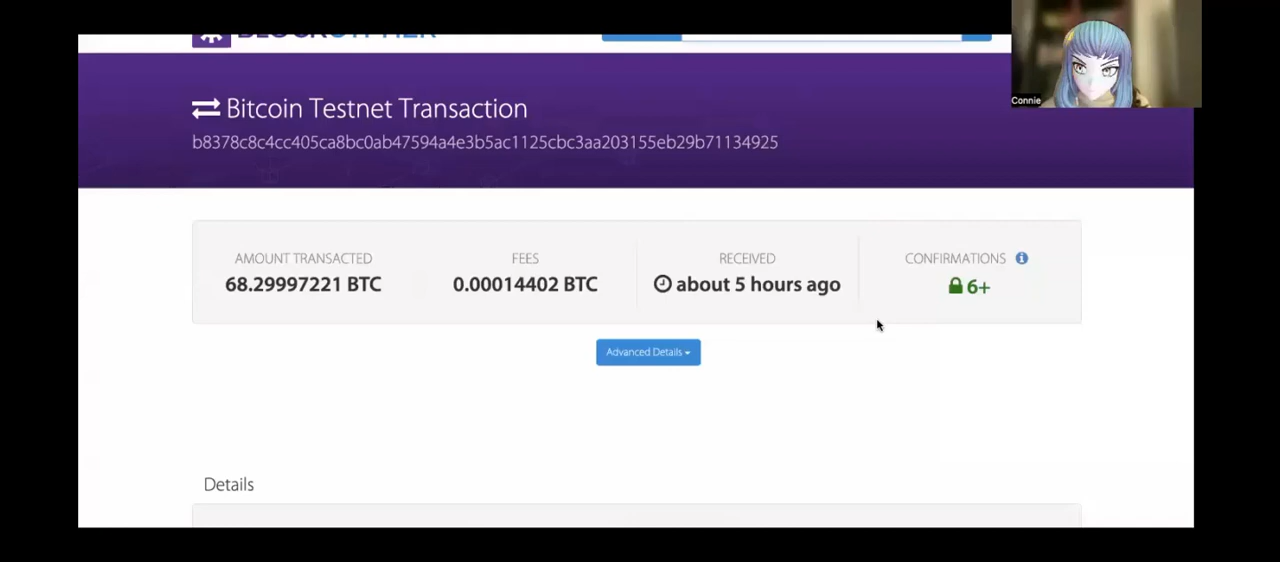 Connie
Bitcoin Testnet Transaction
b8378c8c4cc405ca8bc0ab47594a4e3b5ac1125cbc3aa203155eb29b71134925
AMOUNT TRANSACTED
68.29997221 BTC
FEES
0.00014402 BTC
RECEIVED
about 5 hours ago
CONFIRMATIONS
6+
Advanced Details
Details